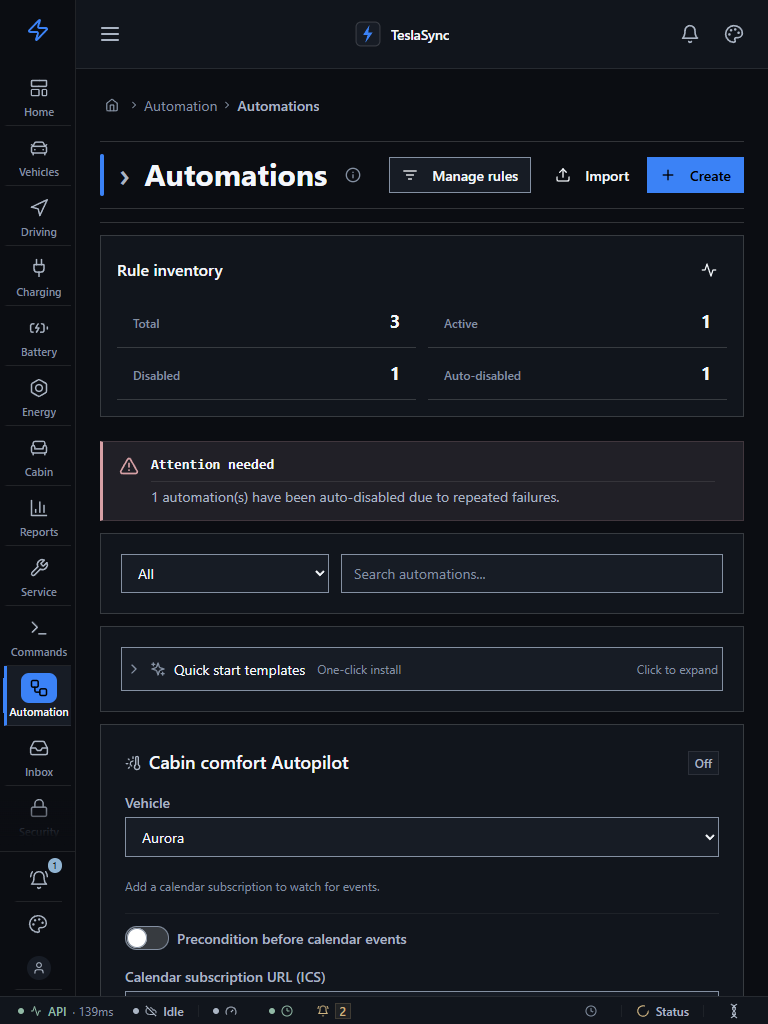 TeslaSync
Home
Vehicles
Driving
Charging
Battery
Energy
Cabin
Reports
Service
Commands
Automation
Inbox
Security
1
Automation
Automations
Automations
Manage rules
Import
Create
Rule inventory
Total 3
Active 1
Disabled 1
Auto-disabled 1
Attention needed
1 automation(s) have been auto-disabled due to repeated failures.
All
Search automations...
Quick start templates One-click install Click to expand
Cabin comfort Autopilot
Off
Vehicle
Aurora
Add a calendar subscription to watch for events.
Precondition before calendar events
Calendar subscription URL (ICS)
API · 139ms Idle 2 Status